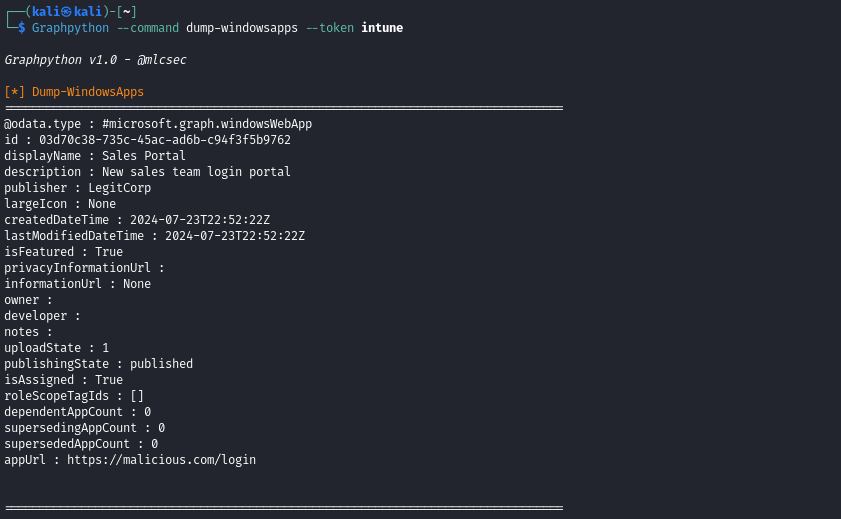 ┌──(kali㉿kali)-[~]
└─$ Graphpython --command dump-windowsapps --token intune
Graphpython v1.0 - @mlcsec
[*] Dump-WindowsApps
================================================================================
@odata.type : #microsoft.graph.windowsWebApp
id : 03d70c38-735c-45ac-ad6b-c94f3f5b9762
displayName : Sales Portal
description : New sales team login portal
publisher : LegitCorp
largeIcon : None
createdDateTime : 2024-07-23T22:52:22Z
lastModifiedDateTime : 2024-07-23T22:52:22Z
isFeatured : True
privacyInformationUrl :
informationUrl : None
owner :
developer :
notes :
uploadState : 1
publishingState : published
isAssigned : True
roleScopeTagIds : []
dependentAppCount : 0
supersedingAppCount : 0
supersededAppCount : 0
appUrl : https://malicious.com/login
================================================================================